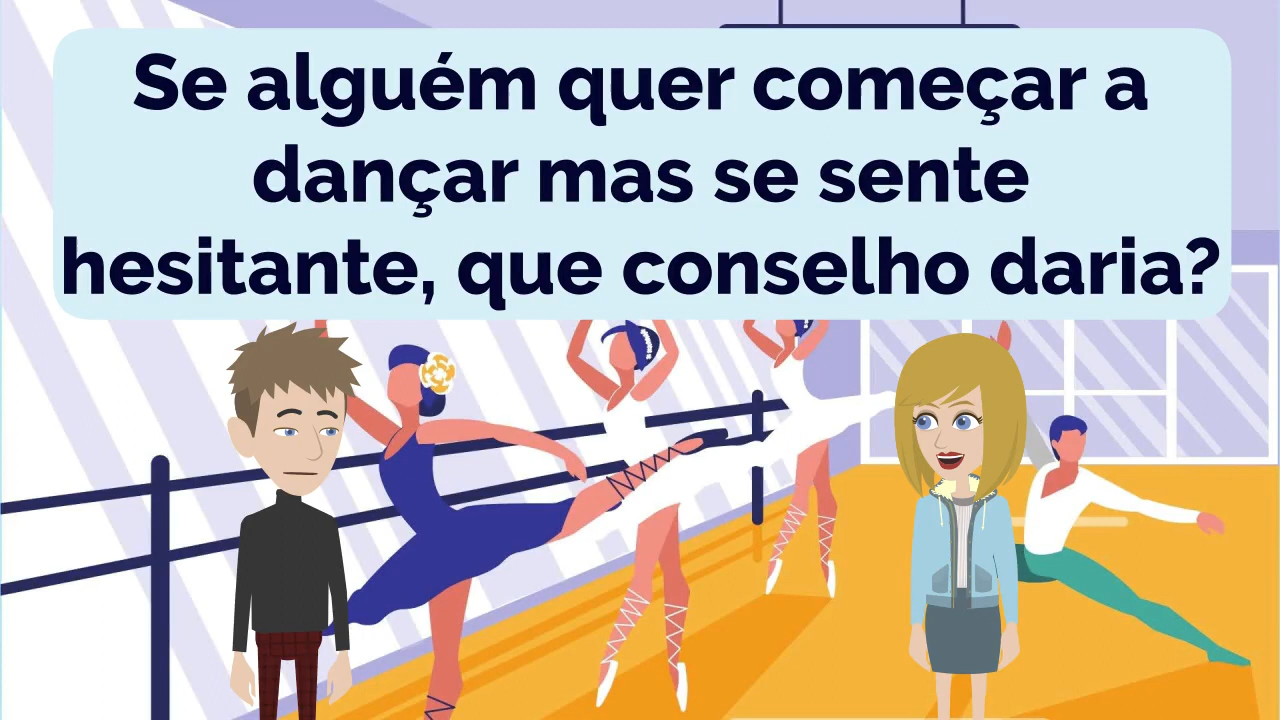 Se alguém quer começar a
dançar mas se sente
hesitante, que conselho daria?